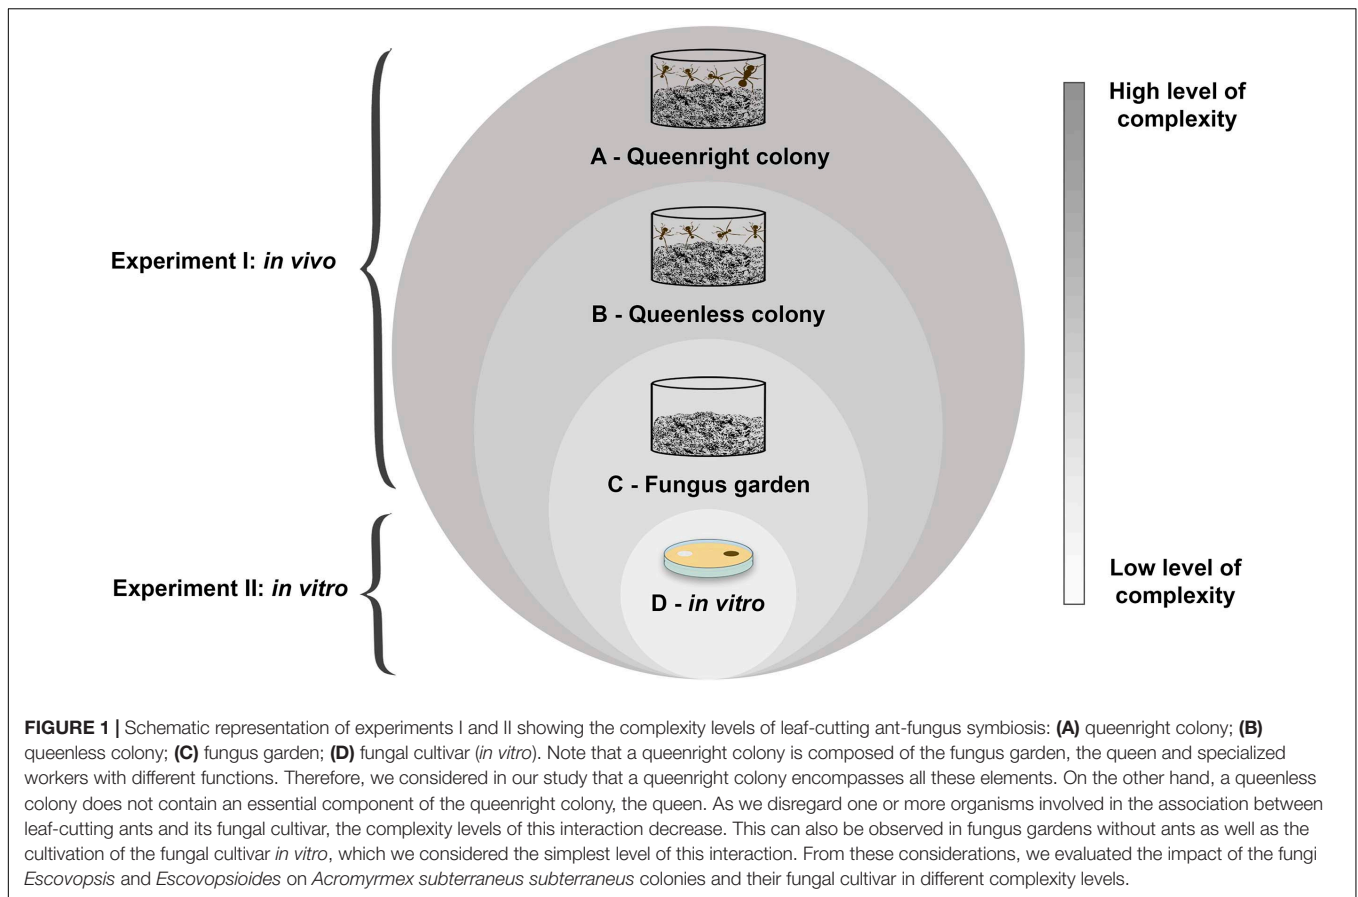 High level of
complexity
A - Queenright colony
Experiment I: in vivo
B - Queenless colony
C - Fungus garden
Low level of
complexity
Experiment II: in vitro
D - in vitro
FIGURE 1 | Schematic representation of experiments I and II showing the complexity levels of leaf-cutting ant-fungus symbiosis: (A) queenright colony; (B)
queenless colony; (C) fungus garden; (D) fungal cultivar (in vitro). Note that a queenright colony is composed of the fungus garden, the queen and specialized
workers with different functions. Therefore, we considered in our study that a queenright colony encompasses all these elements. On the other hand, a queenless
colony does not contain an essential component of the queenright colony, the queen. As we disregard one or more organisms involved in the association between
leaf-cutting ants and its fungal cultivar, the complexity levels of this interaction decrease. This can also be observed in fungus gardens without ants as well as the
cultivation of the fungal cultivar in vitro, which we considered the simplest level of this interaction. From these considerations, we evaluated the impact of the fungi
Escovopsis and Escovopsioides on Acromyrmex subterraneus subterraneus colonies and their fungal cultivar in different complexity levels.